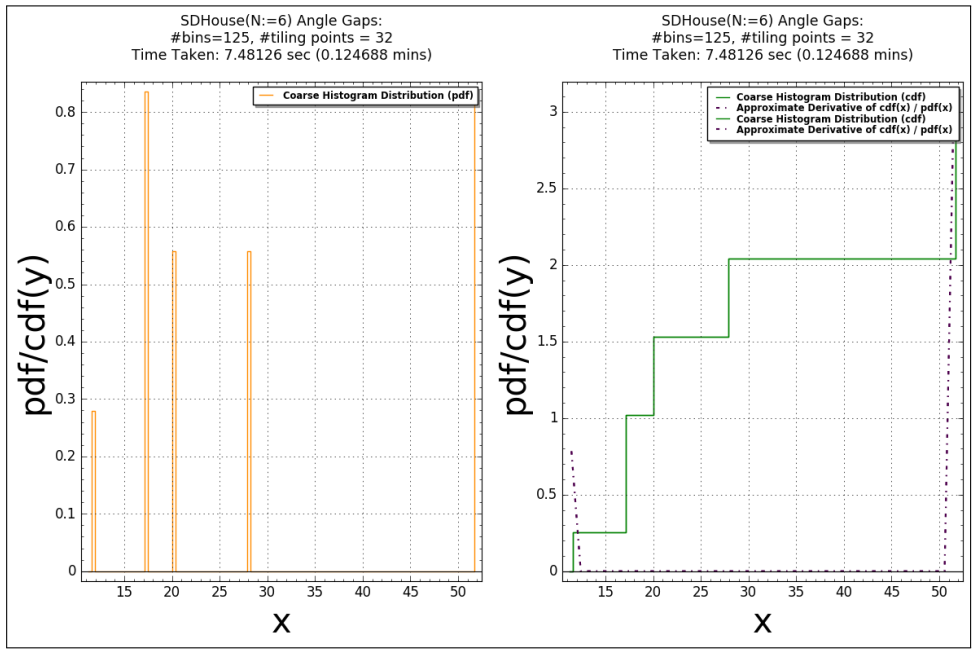 SDHouse(N:=6) Angle Gaps:
#bins=125, #tiling points = 32
Time Taken: 7.48126 sec (0.124688 mins)
Coarse Histogram Distribution (pdf)
0.8
0.7
0.6
0.5
0.4
0.3
0.2
0.1
0
pdf/cdf(y)
15 20 25 30 35 40 45 50
x
SDHouse(N:=6) Angle Gaps:
#bins=125, #tiling points = 32
Time Taken: 7.48126 sec (0.124688 mins)
Coarse Histogram Distribution (cdf)
Approximate Derivative of cdf(x) / pdf(x)
Coarse Histogram Distribution (cdf)
Approximate Derivative of cdf(x) / pdf(x)
3
2.5
2
1.5
1
0.5
0
pdf/cdf(y)
15 20 25 30 35 40 45 50
x